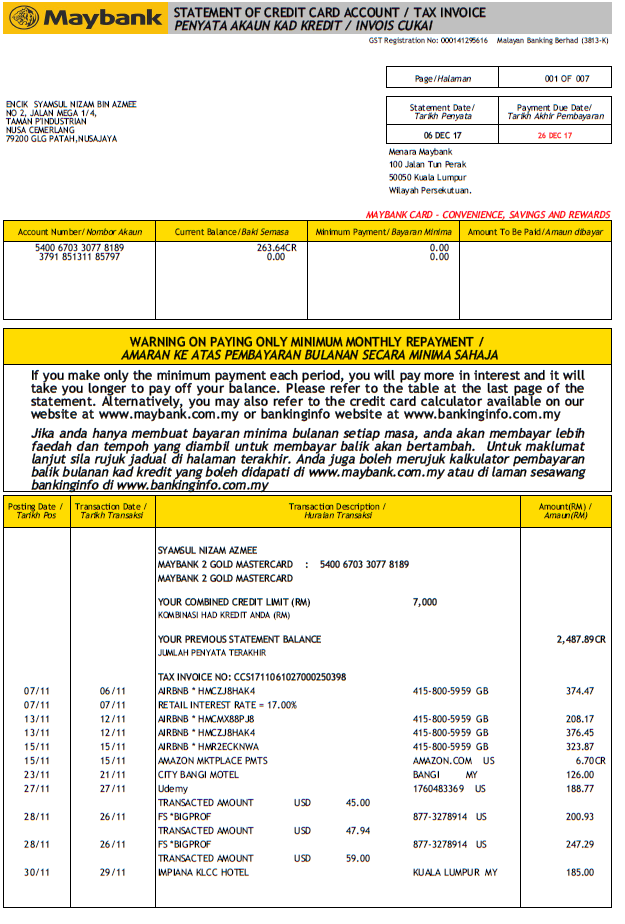 Maybank
STATEMENT OF CREDIT CARD ACCOUNT / TAX INVOICE
PENYATA AKAUN KAD KREDIT / INVOIS CUKAI
GST Registration No: 000141295616 Malayan Banking Berhad (3813-K)
Page/Halaman 001 OF 007
ENCIK SYAMSUL NIZAM BIN AZMEE
NO 2, JALAN MEGA 1/4,
TAMAN P'INDUSTRIAN
NUSA CEMERLANG
79200 GLG PATAH,NUSAJAYA
Statement Date/ Payment Due Date/
Tarikh Penyata Tarikh Akhir Pembayaran
06 DEC 17 26 DEC 17
Menara Maybank
100 Jalan Tun Perak
50050 Kuala Lumpur
Wilayah Persekutuan.
MAYBANK CARD - CONVENIENCE, SAVINGS AND REWARDS
Account Number/Nombor Akaun Current Balance/Baki Semasa Minimum Payment/Bayaran Minima Amount To Be Paid/Amaun dibayar
5400 6703 3077 8189 263.64CR 0.00
3791 851311 85797 0.00 0.00
WARNING ON PAYING ONLY MINIMUM MONTHLY REPAYMENT /
AMARAN KE ATAS PEMBAYARAN BULANAN SECARA MINIMA SAHAJA
If you make only the minimum payment each period, you will pay more in interest and it will
take you longer to pay off your balance. Please refer to the table at the last page of the
statement. Alternatively, you may also refer to the credit card calculator available on our
website at www.maybank.com.my or bankinginfo website at www.bankinginfo.com.my
Jika anda hanya membuat bayaran minima bulanan setiap masa, anda akan membayar lebih
faedah dan tempoh yang diambil untuk membayar balik akan bertambah. Untuk maklumat
lanjut sila rujuk jadual di halaman terakhir. Anda juga boleh merujuk kalkulator pembayaran
balik bulanan kad kredit yang boleh didapati di www.maybank.com.my atau di laman sesawang
bankinginfo di www.bankinginfo.com.my
Posting Date / Transaction Date / Transaction Description / Amount(RM) /
Tarikh Pos Tarikh Transaksi Huraian Transaksi Amaun(RM)
SYAMSUL NIZAM AZMEE
MAYBANK 2 GOLD MASTERCARD : 5400 6703 3077 8189
MAYBANK 2 GOLD MASTERCARD
YOUR COMBINED CREDIT LIMIT (RM) 7,000
KOMBINASI HAD KREDIT ANDA (RM)
YOUR PREVIOUS STATEMENT BALANCE 2,487.89CR
JUMLAH PENYATA TERAKHIR
TAX INVOICE NO: CCS1711061027000250398
07/11 06/11 AIRBNB * HMCZJ8HAK4 415-800-5959 GB 374.47
07/11 07/11 RETAIL INTEREST RATE = 17.00%
13/11 12/11 AIRBNB * HMCMX88PJ8 415-800-5959 GB 208.17
13/11 12/11 AIRBNB * HMCZJ8HAK4 415-800-5959 GB 376.45
15/11 15/11 AIRBNB * HMR2ECKNWA 415-800-5959 GB 323.87
15/11 15/11 AMAZON MKTPLACE PMTS AMAZON.COM US 6.70CR
23/11 21/11 CITY BANGI MOTEL BANGI MY 126.00
27/11 27/11 Udemy 1760483369 US 188.77
TRANSACTED AMOUNT USD 45.00
28/11 26/11 FS *BIGPROF 877-3278914 US 200.93
TRANSACTED AMOUNT USD 47.94
28/11 26/11 FS *BIGPROF 877-3278914 US 247.29
TRANSACTED AMOUNT USD 59.00
30/11 29/11 IMPIANA KLCC HOTEL KUALA LUMPUR MY 185.00